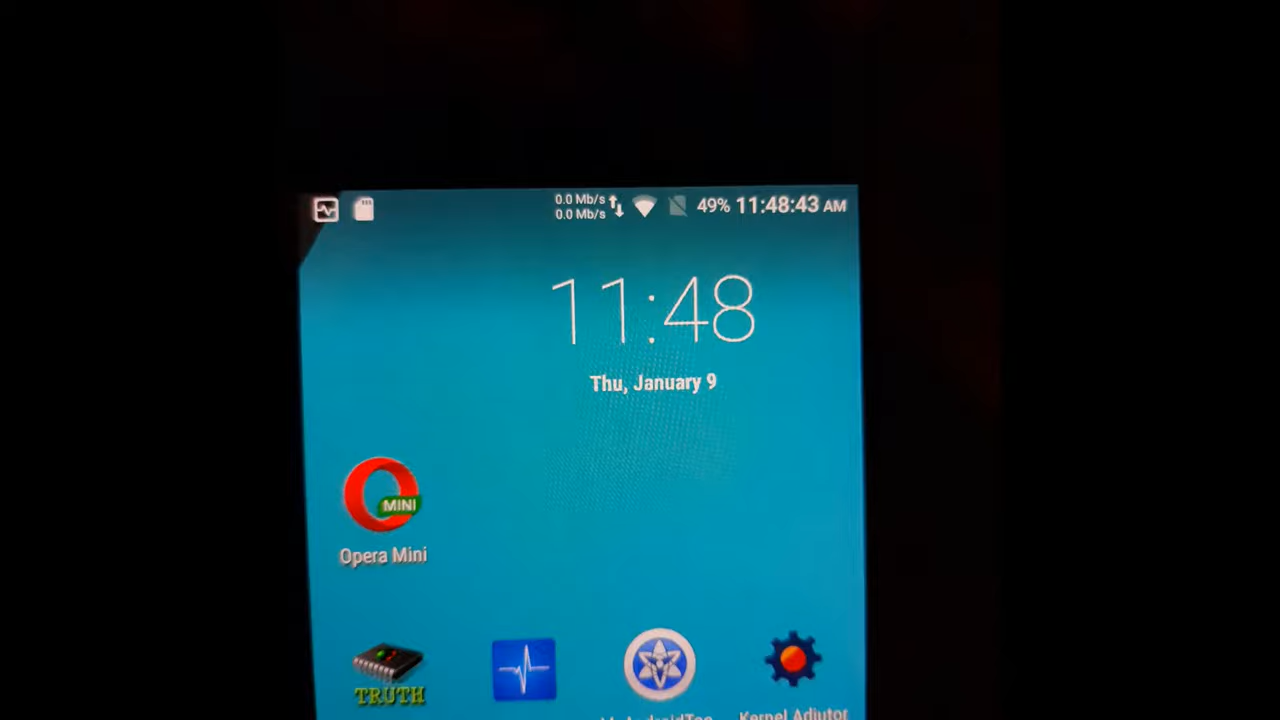 0.0 Mb/s
0.0 Mb/s
49% 11:48:43 AM
11:48
Thu, January 9
MINI
Opera Mini
TRUTH
Kernel Adiutor